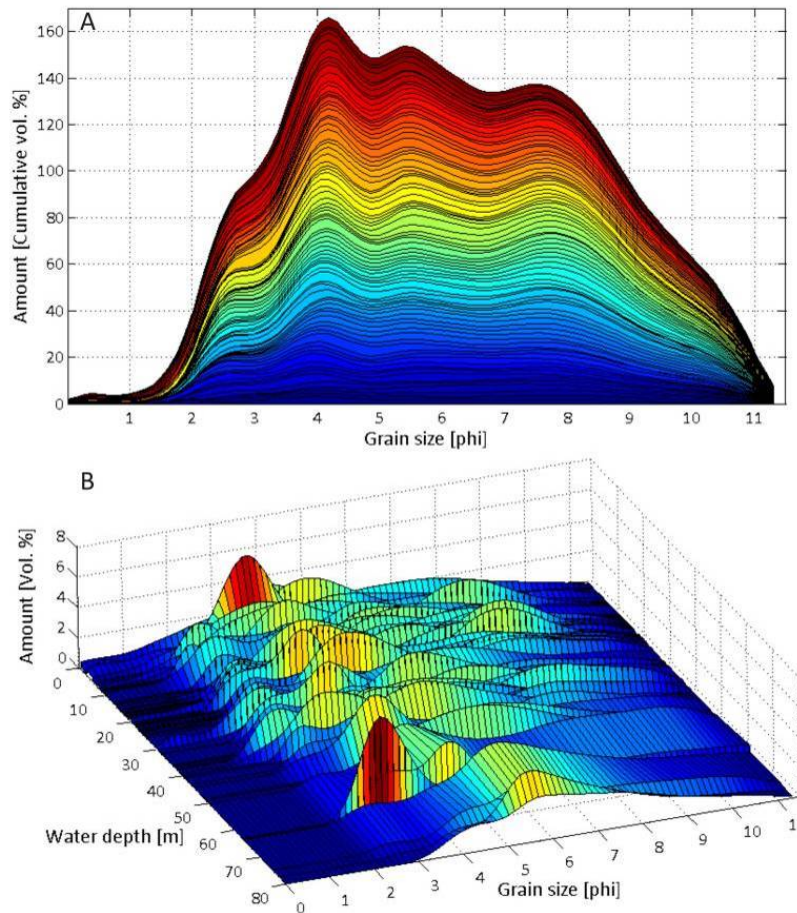 A
Amount [Cumulative vol. %]
160
140
120
100
80
60
40
20
0
1 2 3 4 5 6 7 8 9 10 11
Grain size [phi]
B
Amount [Vol. %]
8
6
4
2
0
0
10
20
30
40
50
60
70
80
Water depth [m]
0 1 2 3 4 5 6 7 8 9 10 11 1
Grain size [phi]